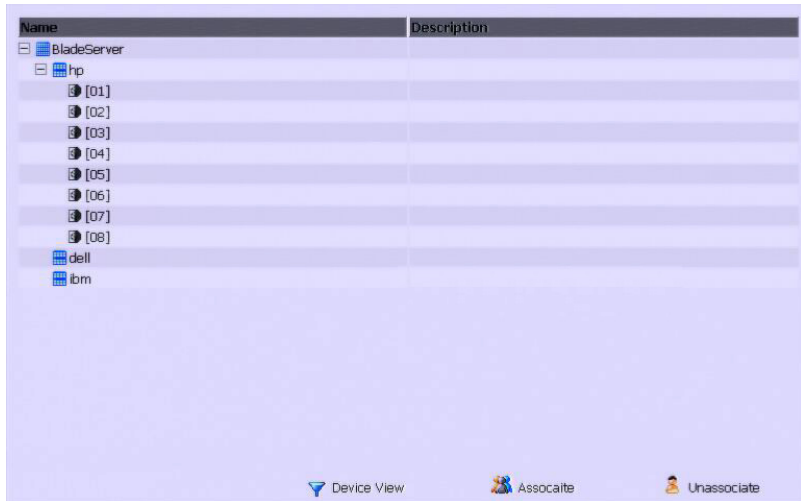 Name Description
BladeServer
hp
[01]
[02]
[03]
[04]
[05]
[06]
[07]
[08]
dell
ibm
Device View Assocaite Unassociate